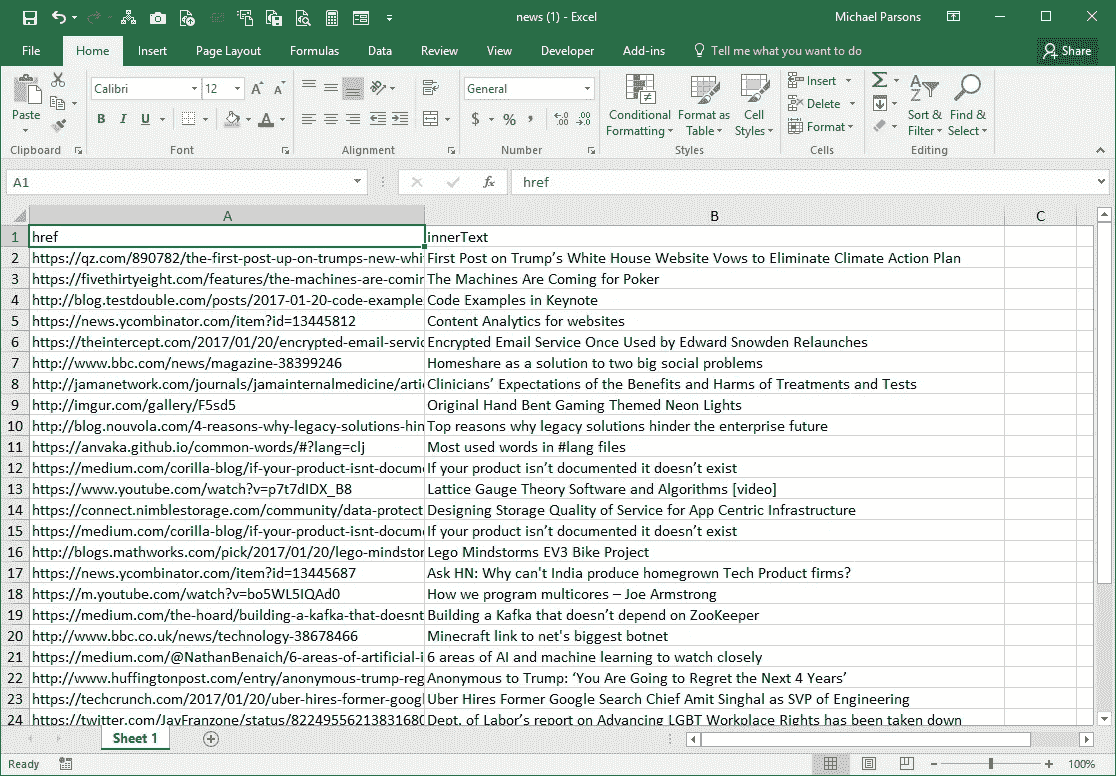 news (1) - Excel
Michael Parsons
File Home Insert Page Layout Formulas Data Review View Developer Add-ins Tell me what you want to do Share
Calibri 12 General Insert
Paste B I U $ % Conditional Formatting Format as Table Cell Styles Delete Format Sort & Filter Find & Select
Clipboard Font Alignment Number Styles Cells Editing
A1 fx href
A B C
1 href innerText
2 https://qz.com/890782/the-first-post-up-on-trumps-new-whi First Post on Trump’s White House Website Vows to Eliminate Climate Action Plan
3 https://fivethirtyeight.com/features/the-machines-are-comir The Machines Are Coming for Poker
4 http://blog.testdouble.com/posts/2017-01-20-code-example Code Examples in Keynote
5 https://news.ycombinator.com/item?id=13445812 Content Analytics for websites
6 https://theintercept.com/2017/01/20/encrypted-email-servic Encrypted Email Service Once Used by Edward Snowden Relaunches
7 http://www.bbc.com/news/magazine-38399246 Homeshare as a solution to two big social problems
8 http://jamanetwork.com/journals/jamainternalmedicine/artic Clinicians’ Expectations of the Benefits and Harms of Treatments and Tests
9 http://imgur.com/gallery/F5sd5 Original Hand Bent Gaming Themed Neon Lights
10 http://blog.nouvola.com/4-reasons-why-legacy-solutions-hin Top reasons why legacy solutions hinder the enterprise future
11 https://anvaka.github.io/common-words/#?lang=clj Most used words in #lang files
12 https://medium.com/corilla-blog/if-your-product-isnt-docume If your product isn’t documented it doesn’t exist
13 https://www.youtube.com/watch?v=p7t7dIDX_B8 Lattice Gauge Theory Software and Algorithms [video]
14 https://connect.nimblestorage.com/community/data-protect Designing Storage Quality of Service for App Centric Infrastructure
15 https://medium.com/corilla-blog/if-your-product-isnt-docume If your product isn’t documented it doesn’t exist
16 http://blogs.mathworks.com/pick/2017/01/20/lego-mindstor Lego Mindstorms EV3 Bike Project
17 https://news.ycombinator.com/item?id=13445687 Ask HN: Why can't India produce homegrown Tech Product firms?
18 https://m.youtube.com/watch?v=bo5WL5IQAd0 How we program multicores – Joe Armstrong
19 https://medium.com/the-hoard/building-a-kafka-that-doesnt Building a Kafka that doesn’t depend on ZooKeeper
20 http://www.bbc.co.uk/news/technology-38678466 Minecraft link to net's biggest botnet
21 https://medium.com/@NathanBenaich/6-areas-of-artificial-i 6 areas of AI and machine learning to watch closely
22 http://www.huffingtonpost.com/entry/anonymous-trump-reg Anonymous to Trump: ‘You Are Going to Regret the Next 4 Years’
23 https://techcrunch.com/2017/01/20/uber-hires-former-googl Uber Hires Former Google Search Chief Amit Singhal as SVP of Engineering
24 https://twitter.com/JayFranzone/status/82249556213831680 Dept. of Labor’s report on Advancing LGBT Workplace Rights has been taken down
Sheet 1
Ready 100%